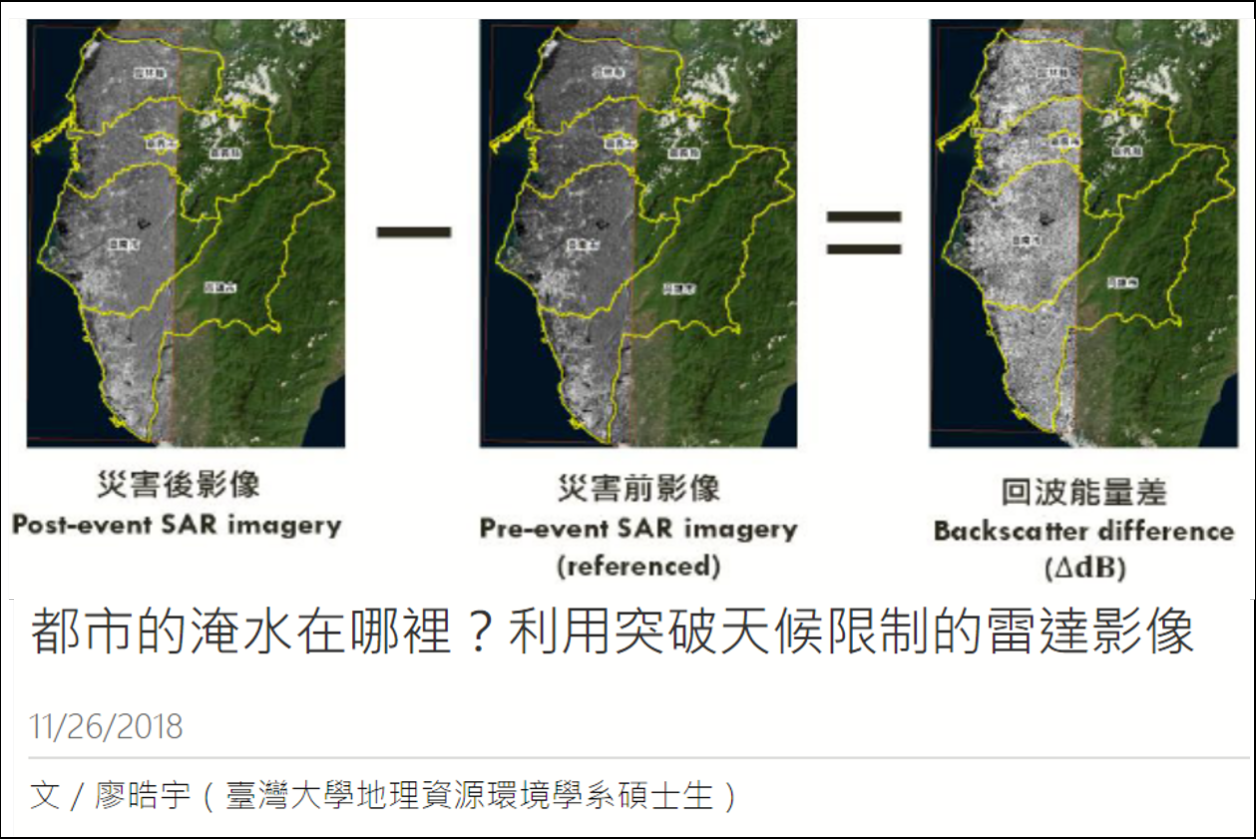 災害後影像
Post-event SAR imagery
災害前影像
Pre-event SAR imagery
(referenced)
回波能量差
Backscatter difference
(ΔdB)
都市的淹水在哪裡？利用突破天候限制的雷達影像
11/26/2018
文 / 廖晧宇 ( 臺灣大學地理資源環境學系碩士生 )